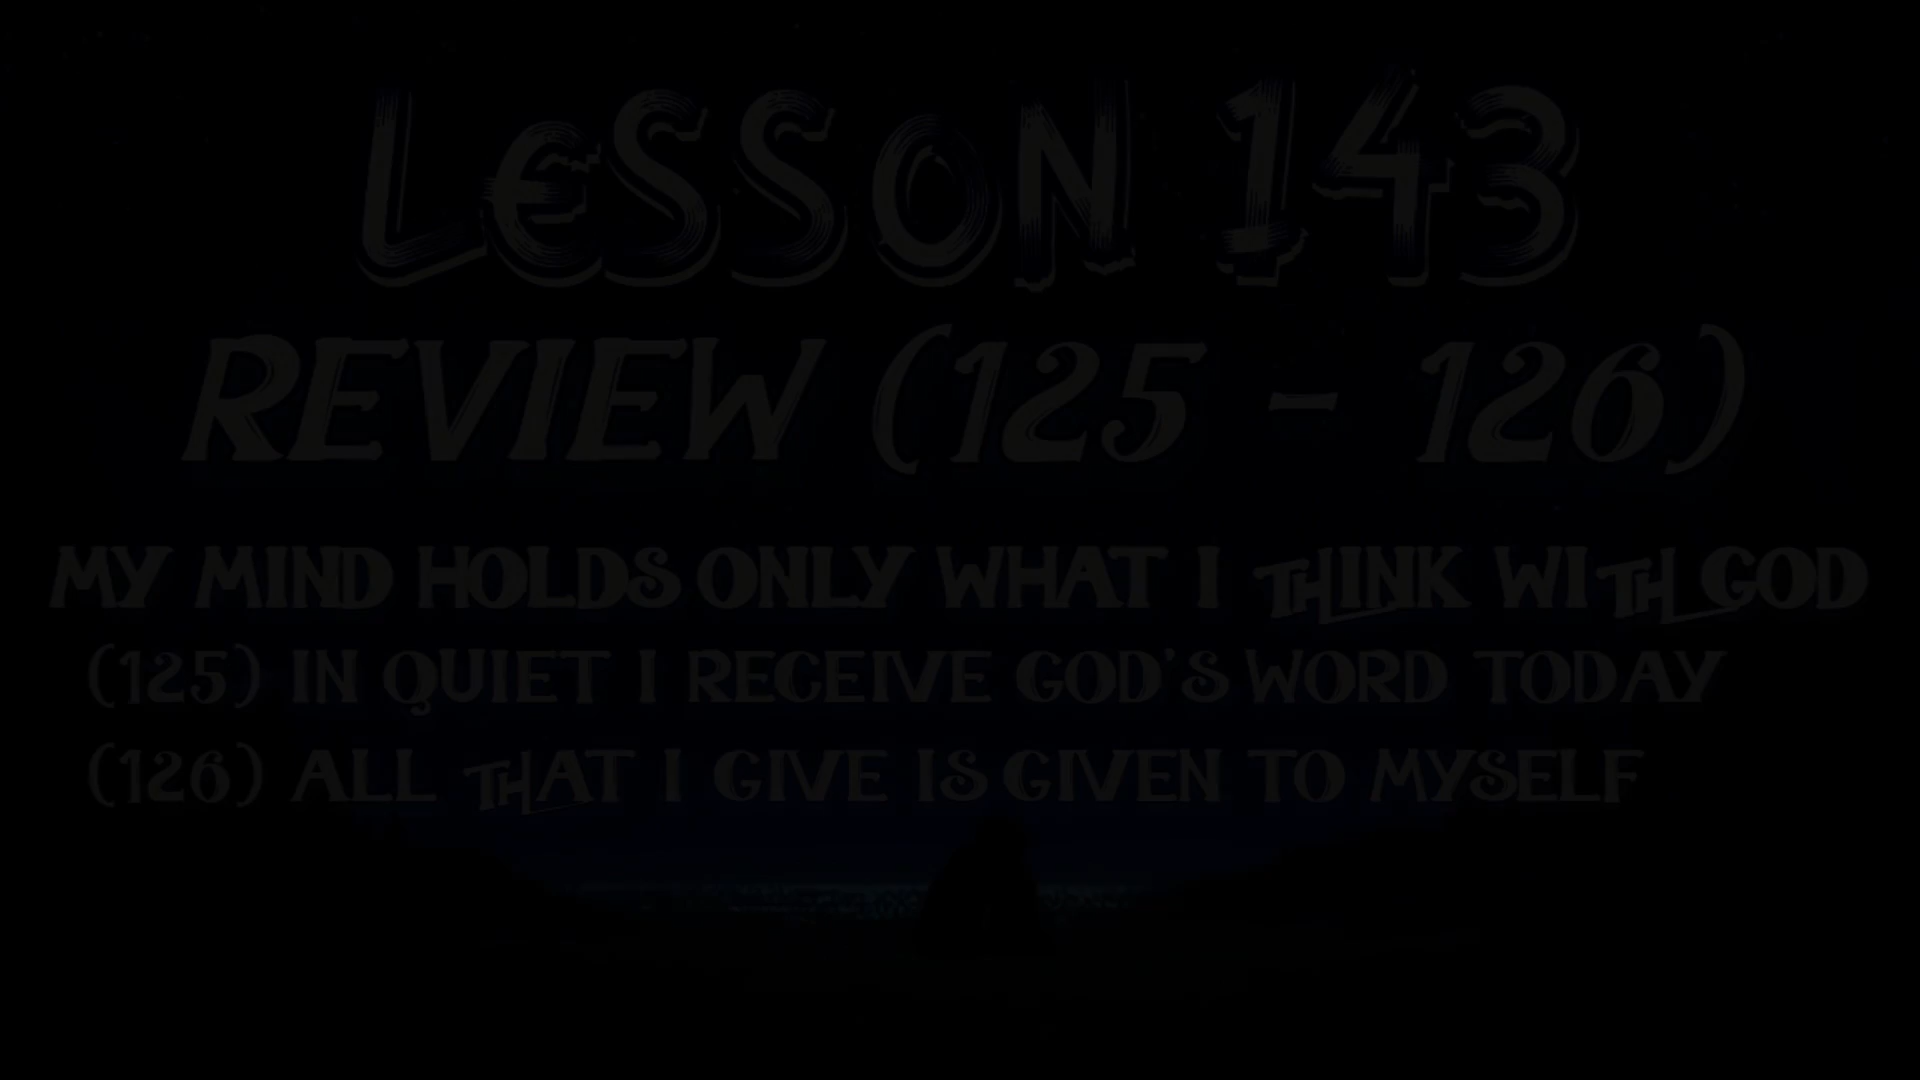 LeSSON 143
REVIEW (125 - 126)
MY MIND HOLDS ONLY WHAT I THINK WITH GOD
(125) IN QUIET I RECEIVE GOD'S WORD TODAY
(126) ALL THAT I GIVE IS GIVEN TO MYSELF